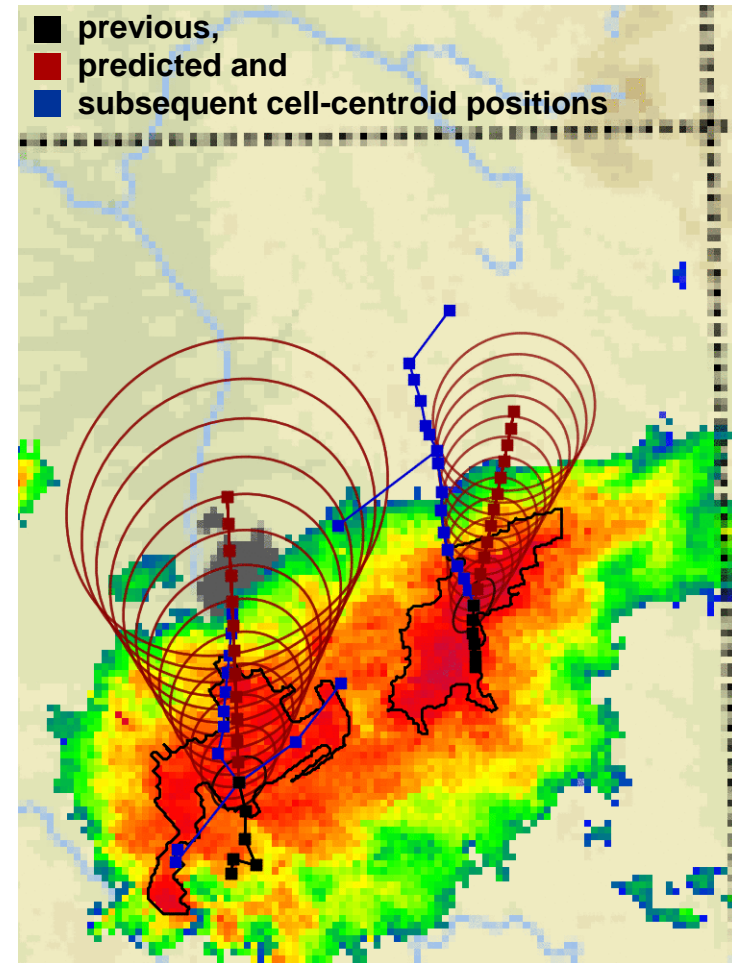 previous,
predicted and
subsequent cell-centroid positions